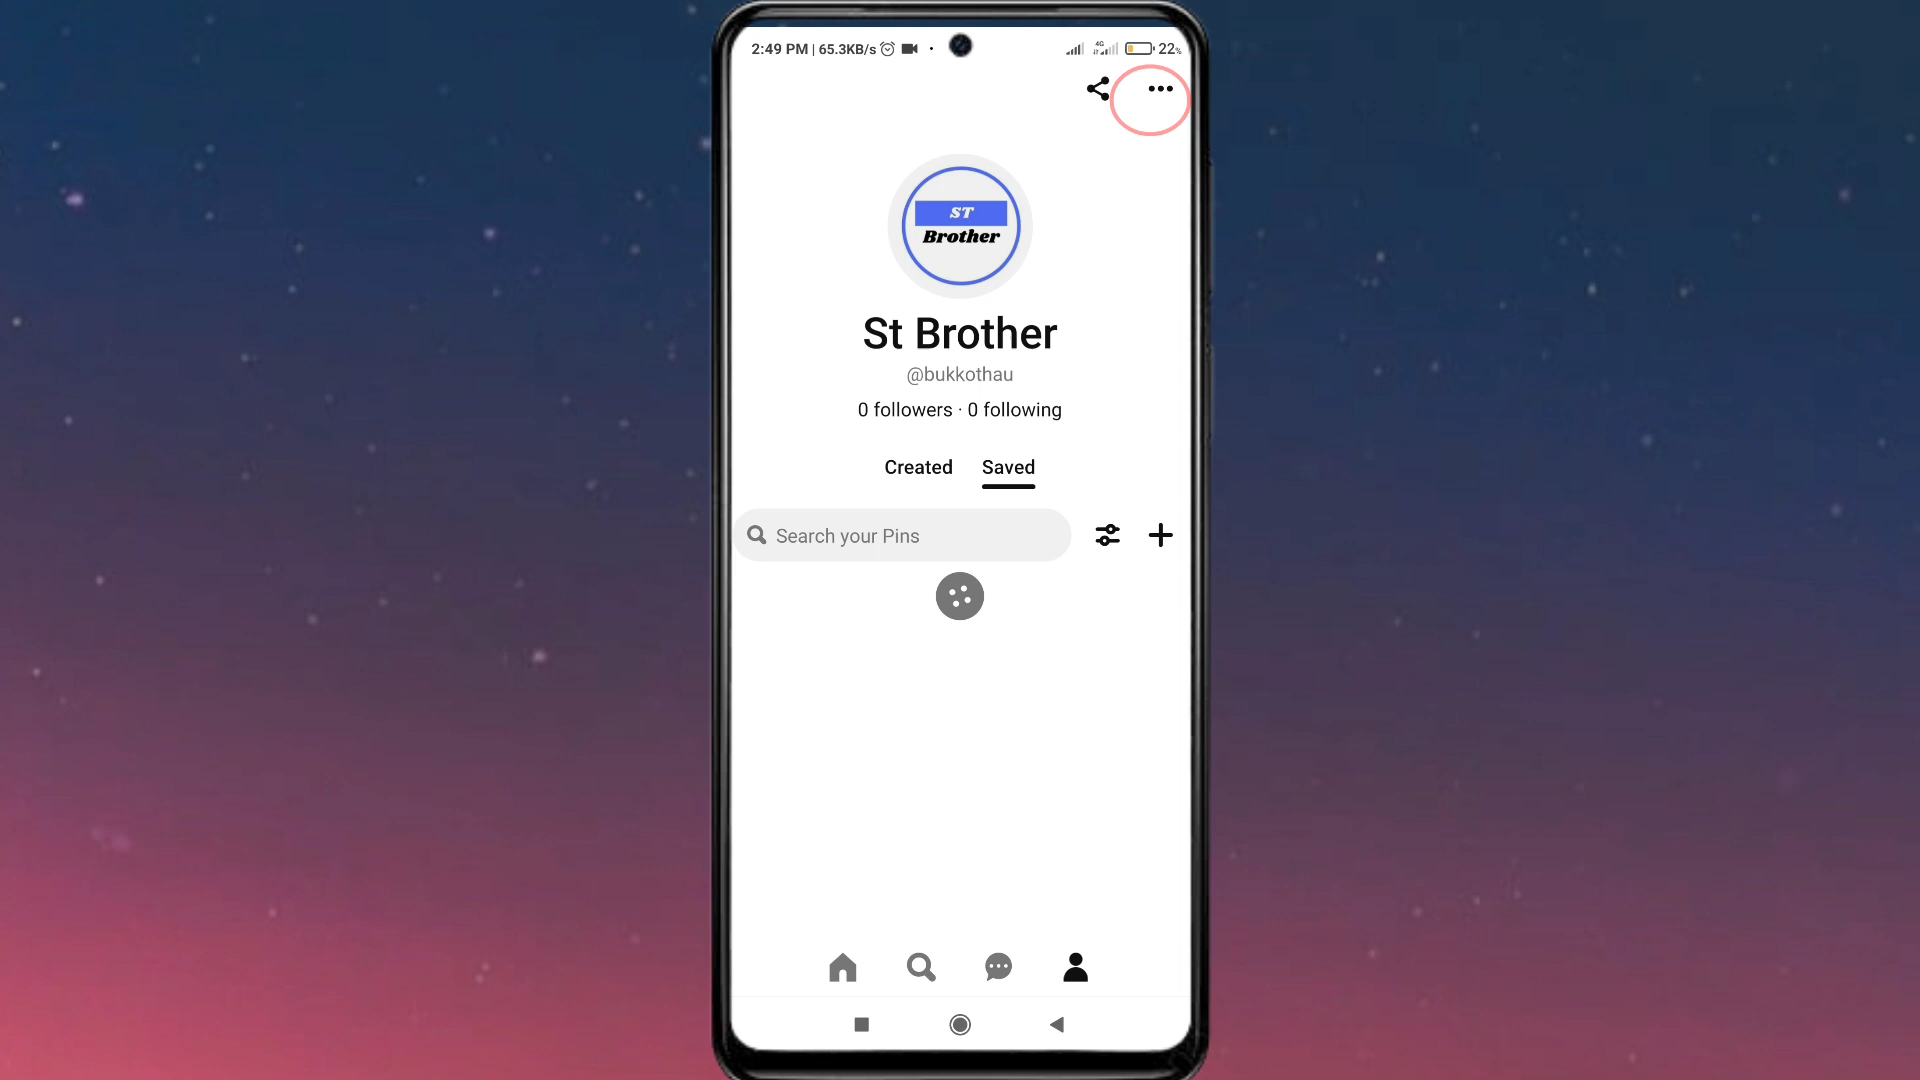 2:49 PM | 65.3KB/s 4G 22%
ST
Brother
St Brother
@bukkothau
0 followers · 0 following
Created Saved
Search your Pins